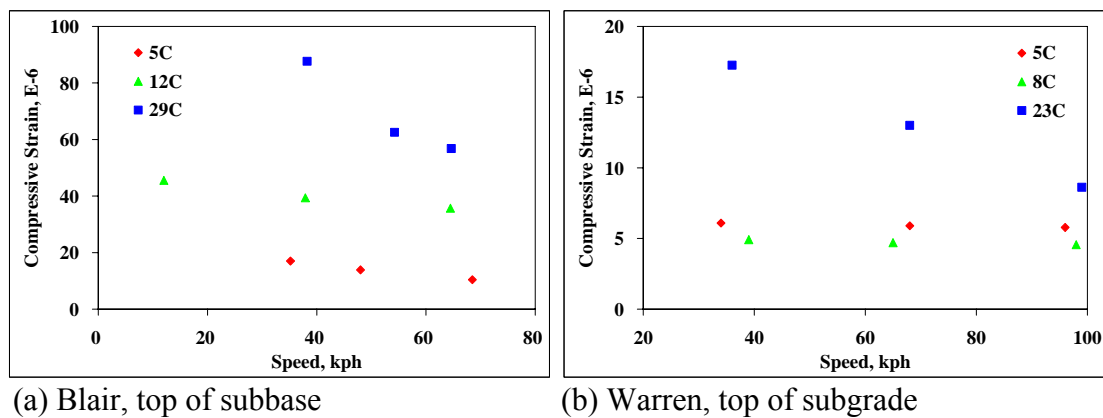 100
80
60
40
20
0
Compressive Strain, E-6
5C
12C
29C
0 20 40 60 80
Speed, kph
(a) Blair, top of subbase
20
15
10
5
0
Compressive Strain, E-6
5C
8C
23C
20 40 60 80 100
Speed, kph
(b) Warren, top of subgrade